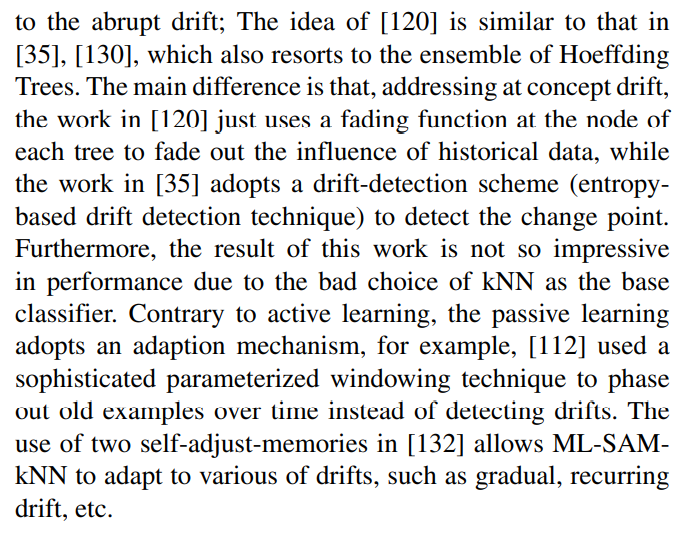 to the abrupt drift; The idea of [120] is similar to that in
[35], [130], which also resorts to the ensemble of Hoeffding
Trees. The main difference is that, addressing at concept drift,
the work in [120] just uses a fading function at the node of
each tree to fade out the influence of historical data, while
the work in [35] adopts a drift-detection scheme (entropy-
based drift detection technique) to detect the change point.
Furthermore, the result of this work is not so impressive
in performance due to the bad choice of kNN as the base
classifier. Contrary to active learning, the passive learning
adopts an adaption mechanism, for example, [112] used a
sophisticated parameterized windowing technique to phase
out old examples over time instead of detecting drifts. The
use of two self-adjust-memories in [132] allows ML-SAM-
kNN to adapt to various of drifts, such as gradual, recurring
drift, etc.